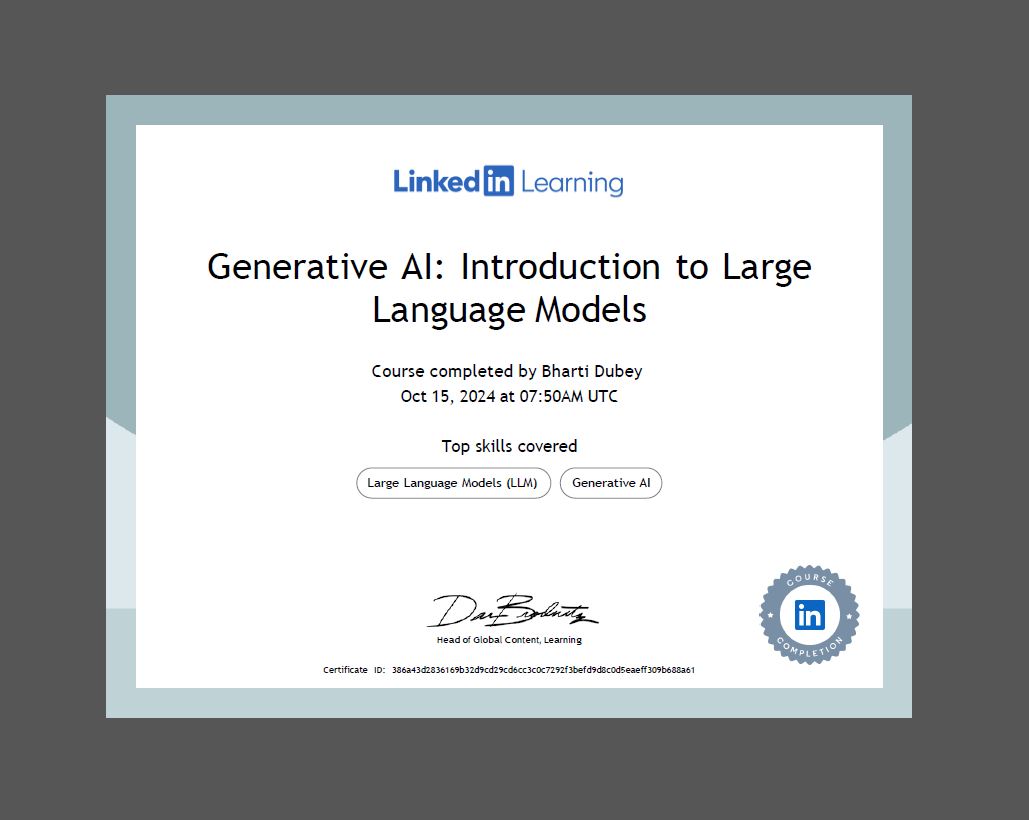 Linked in Learning
Generative AI: Introduction to Large
Language Models
Course completed by Bharti Dubey
Oct 15, 2024 at 07:50AM UTC
Top skills covered
Large Language Models (LLM) Generative AI
Head of Global Content, Learning
COURSE
in
COMPLETION
Certificate ID: 386a43d2836169b32d9cd29cd6cc3c0c7292f3befd9d8c0d5eaeff309b688a61